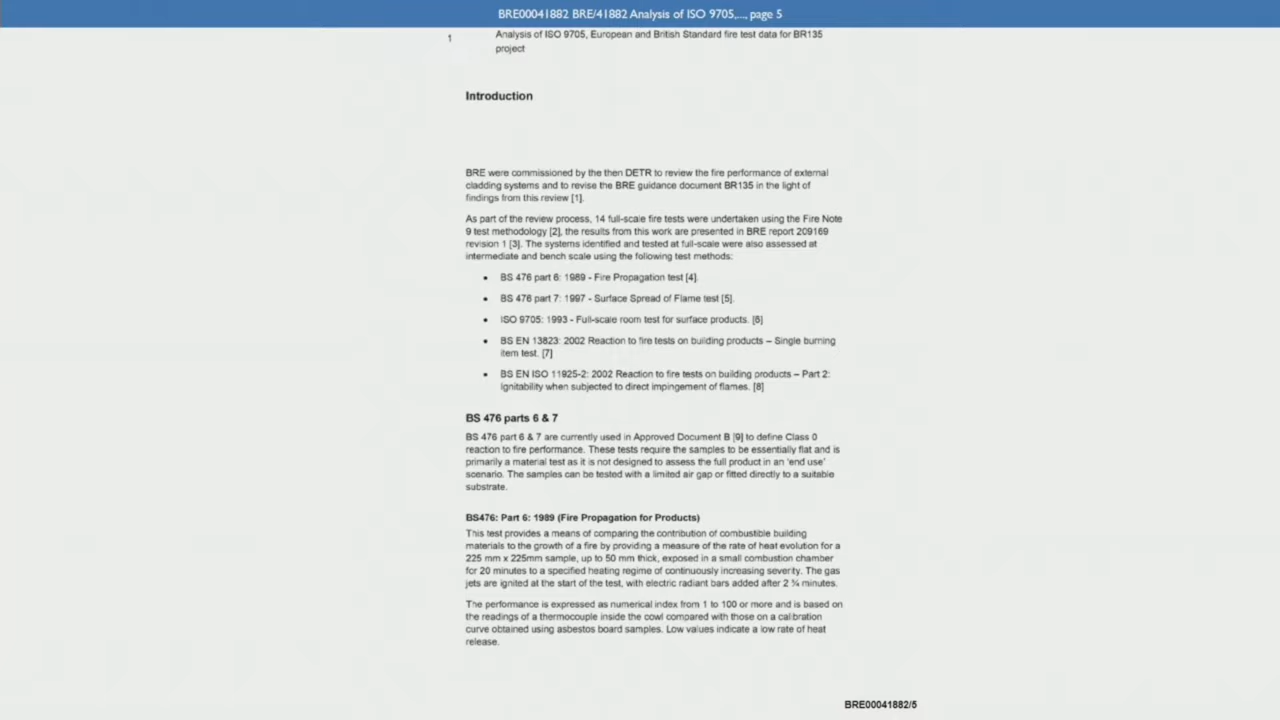 BRE00041882 BRE/41882 Analysis of ISO 9705,..., page 5
1 Analysis of ISO 9705, European and British Standard fire test data for BR135
project
Introduction
BRE were commissioned by the then DETR to review the fire performance of external
cladding systems and to revise the BRE guidance document BR135 in the light of
findings from this review [1].
As part of the review process, 14 full-scale fire tests were undertaken using the Fire Note
9 test methodology [2], the results from this work are presented in BRE report 209169
revision 1 [3]. The systems identified and tested at full-scale were also assessed at
intermediate and bench scale using the following test methods:
• BS 476 part 6: 1989 - Fire Propagation test [4].
• BS 476 part 7: 1997 - Surface Spread of Flame test [5].
• ISO 9705: 1993 - Full-scale room test for surface products. [6]
• BS EN 13823: 2002 Reaction to fire tests on building products – Single burning
item test. [7]
• BS EN ISO 11925-2: 2002 Reaction to fire tests on building products – Part 2:
Ignitability when subjected to direct impingement of flames. [8]
BS 476 parts 6 & 7
BS 476 part 6 & 7 are currently used in Approved Document B [9] to define Class 0
reaction to fire performance. These tests require the samples to be essentially flat and is
primarily a material test as it is not designed to assess the full product in an 'end use'
scenario. The samples can be tested with a limited air gap or fitted directly to a suitable
substrate.
BS476: Part 6: 1989 (Fire Propagation for Products)
This test provides a means of comparing the contribution of combustible building
materials to the growth of a fire by providing a measure of the rate of heat evolution for a
225 mm x 225mm sample, up to 50 mm thick, exposed in a small combustion chamber
for 20 minutes to a specified heating regime of continuously increasing severity. The gas
jets are ignited at the start of the test, with electric radiant bars added after 2 ¾ minutes.
The performance is expressed as numerical index from 1 to 100 or more and is based on
the readings of a thermocouple inside the cowl compared with those on a calibration
curve obtained using asbestos board samples. Low values indicate a low rate of heat
release.
BRE00041882/5